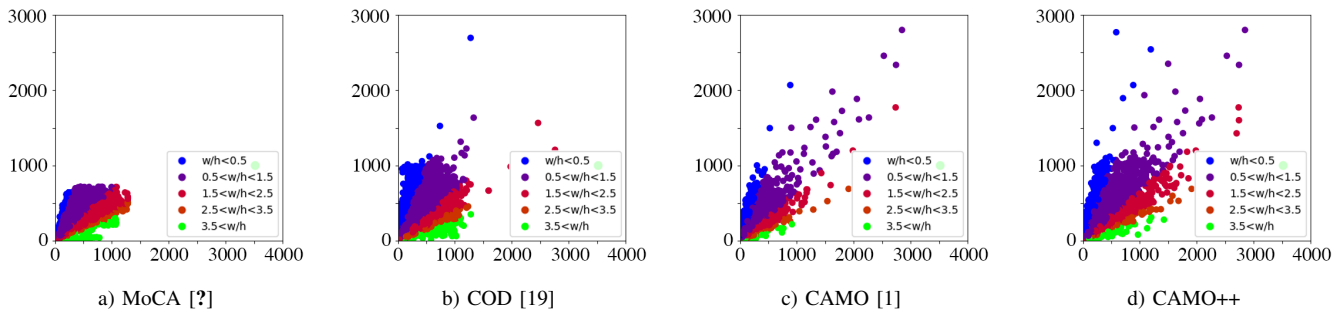 3000
2000
1000
0
0 1000 2000 3000 4000
w/h<0.5
0.5<w/h<1.5
1.5<w/h<2.5
2.5<w/h<3.5
3.5<w/h
a) MoCA [?]
3000
2000
1000
0
0 1000 2000 3000 4000
w/h<0.5
0.5<w/h<1.5
1.5<w/h<2.5
2.5<w/h<3.5
3.5<w/h
b) COD [19]
3000
2000
1000
0
0 1000 2000 3000 4000
w/h<0.5
0.5<w/h<1.5
1.5<w/h<2.5
2.5<w/h<3.5
3.5<w/h
c) CAMO [1]
3000
2000
1000
0
0 1000 2000 3000 4000
w/h<0.5
0.5<w/h<1.5
1.5<w/h<2.5
2.5<w/h<3.5
3.5<w/h
d) CAMO++